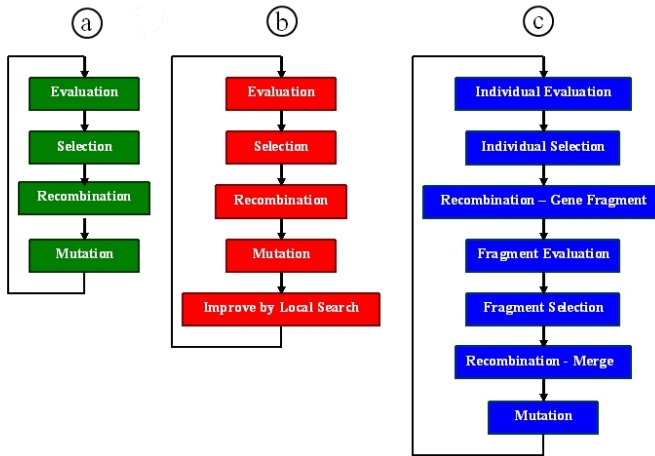 a
Evaluation
Selection
Recombination
Mutation
b
Evaluation
Selection
Recombination
Mutation
Improve by Local Search
c
Individual Evaluation
Individual Selection
Recombination – Gene Fragment
Fragment Evaluation
Fragment Selection
Recombination - Merge
Mutation